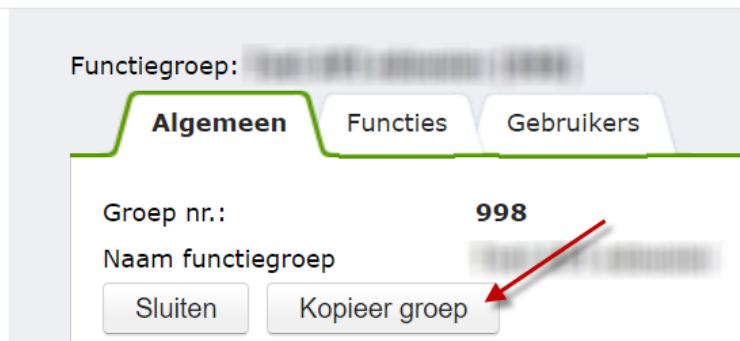 Functiegroep:
Algemeen Functies Gebruikers
Groep nr.: 998
Naam functiegroep
Sluiten Kopieer groep